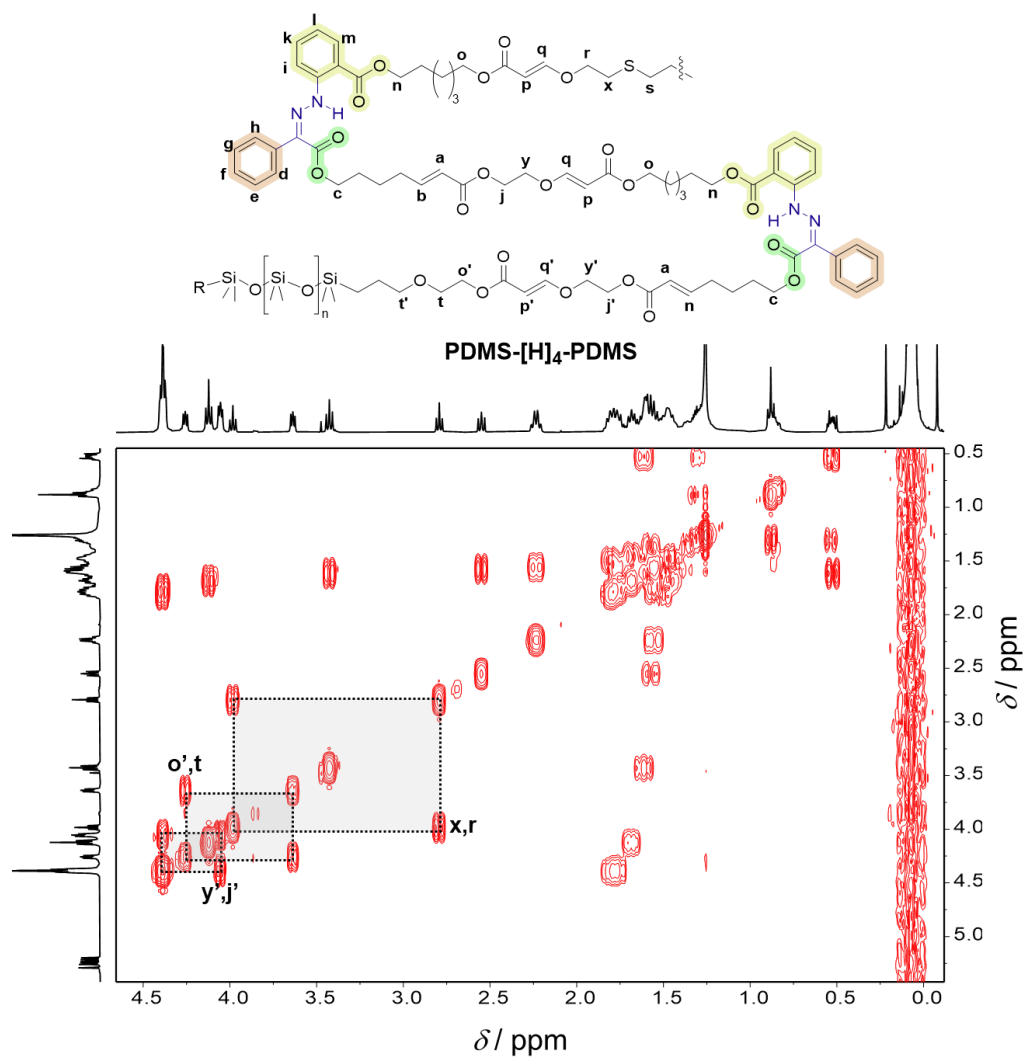 l
k m O o q r S
i O n 3 O p O x s
O
N N H
h N
g O
f d O
e c a O y q O o O n
b O j O p O 3 O
H N N
O
O
Si Si Si o' O q' y' O a
R O O n t' O t O p' O j' O n c
PDMS-[H]4-PDMS
0.5
1.0
1.5
2.0
2.5
3.0
3.5
4.0
4.5
5.0
δ / ppm
o',t
x,r
y',j'
4.5 4.0 3.5 3.0 2.5 2.0 1.5 1.0 0.5 0.0
δ / ppm